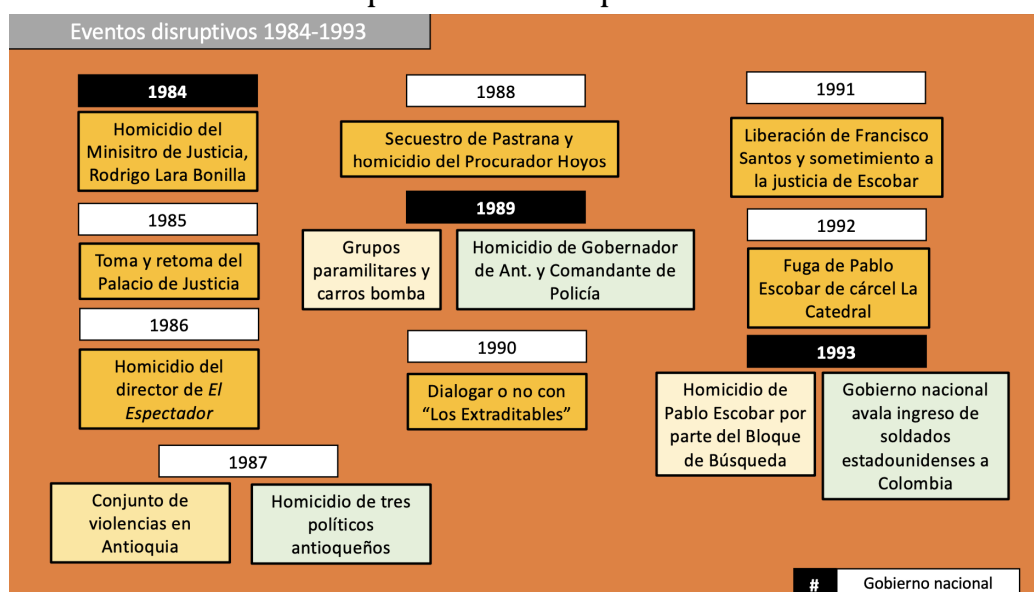 Eventos disruptivos 1984-1993
1984
Homicidio del
Minisitro de Justicia,
Rodrigo Lara Bonilla
1985
Toma y retoma del
Palacio de Justicia
1986
Homicidio del
director de El
Espectador
1987
Conjunto de
violencias en
Antioquia
Homicidio de tres
políticos
antioqueños
1988
Secuestro de Pastrana y
homicidio del Procurador Hoyos
1989
Grupos
paramilitares y
carros bomba
Homicidio de Gobernador
de Ant. y Comandante de
Policía
1990
Dialogar o no con
“Los Extraditables”
1991
Liberación de Francisco
Santos y sometimiento a
la justicia de Escobar
1992
Fuga de Pablo
Escobar de cárcel La
Catedral
1993
Homicidio de
Pablo Escobar por
parte del Bloque
de Búsqueda
Gobierno nacional
avala ingreso de
soldados
estadounidenses a
Colombia
# Gobierno nacional